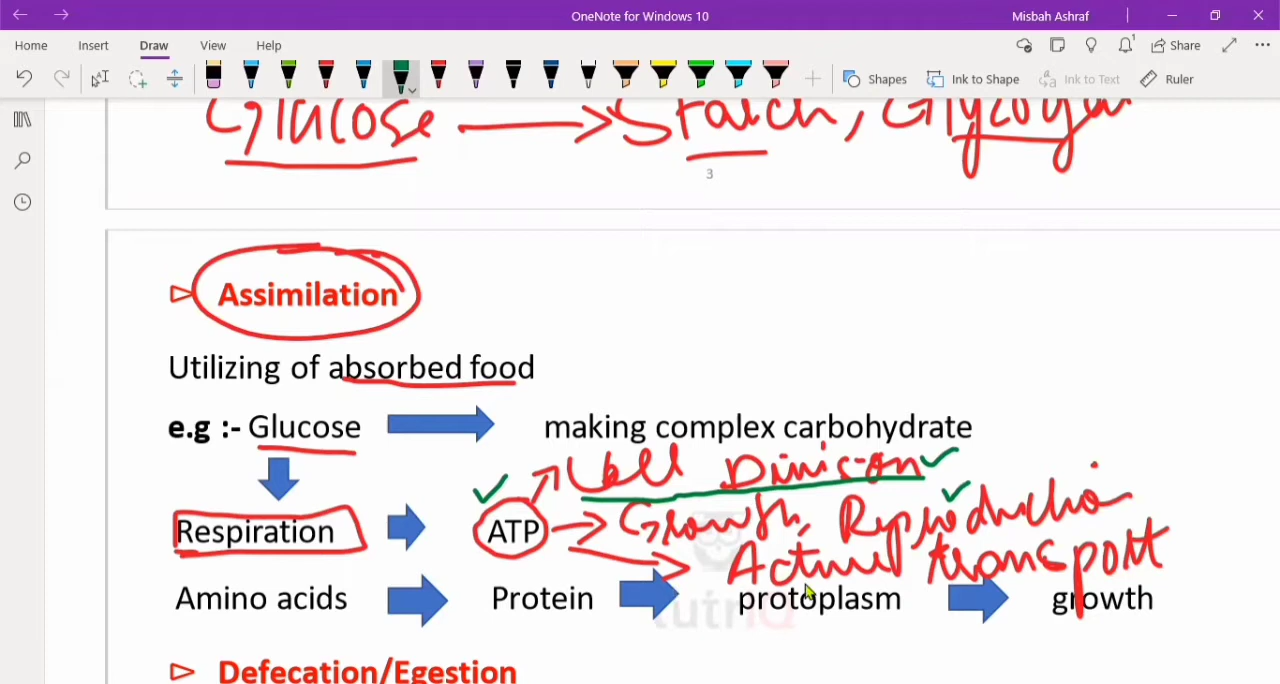 OneNote for Windows 10
Misbah Ashraf
Home Insert Draw View Help
1 Share
Shapes Ink to Shape Ink to Text Ruler
Glucose → Starch, Glycogen
3
Assimilation
Utilizing of absorbed food
e.g :- Glucose making complex carbohydrate
Cell Division
Respiration ATP Growth, Reproduction
Active transport
Amino acids Protein protoplasm growth
tutriQ
Defecation/Egestion